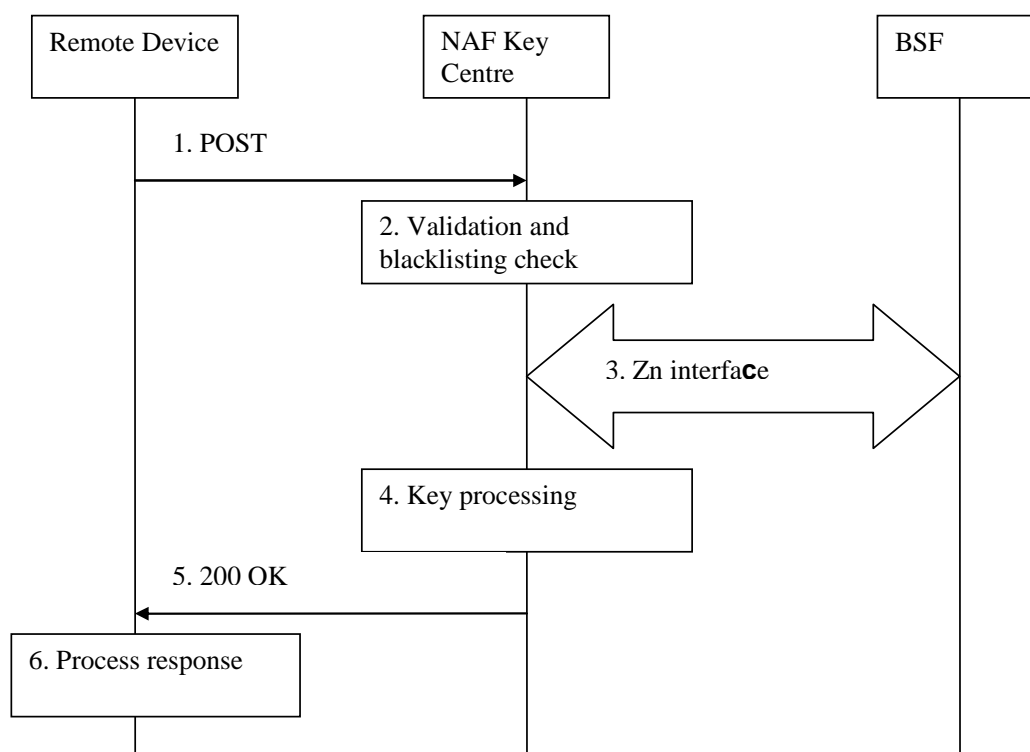 Remote Device
NAF Key
Centre
BSF
1. POST
2. Validation and
blacklisting check
3. Zn interface
4. Key processing
5. 200 OK
6. Process response